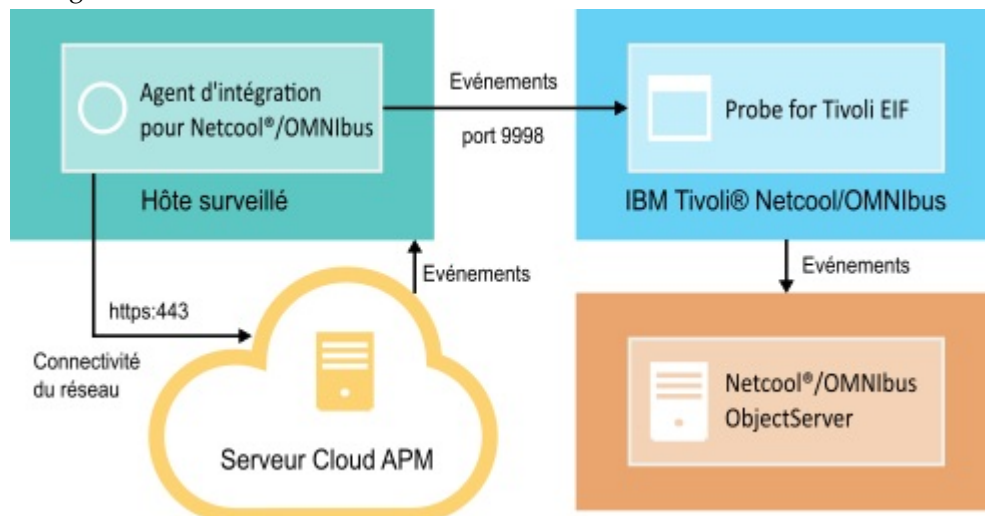 Agent d'intégration
pour Netcool®/OMNIbus
Hôte surveillé
Evénements
port 9998
Probe for Tivoli EIF
IBM Tivoli® Netcool/OMNIbus
Evénements
Evénements
https:443
Connectivité
du réseau
Serveur Cloud APM
Netcool®/OMNIbus
ObjectServer